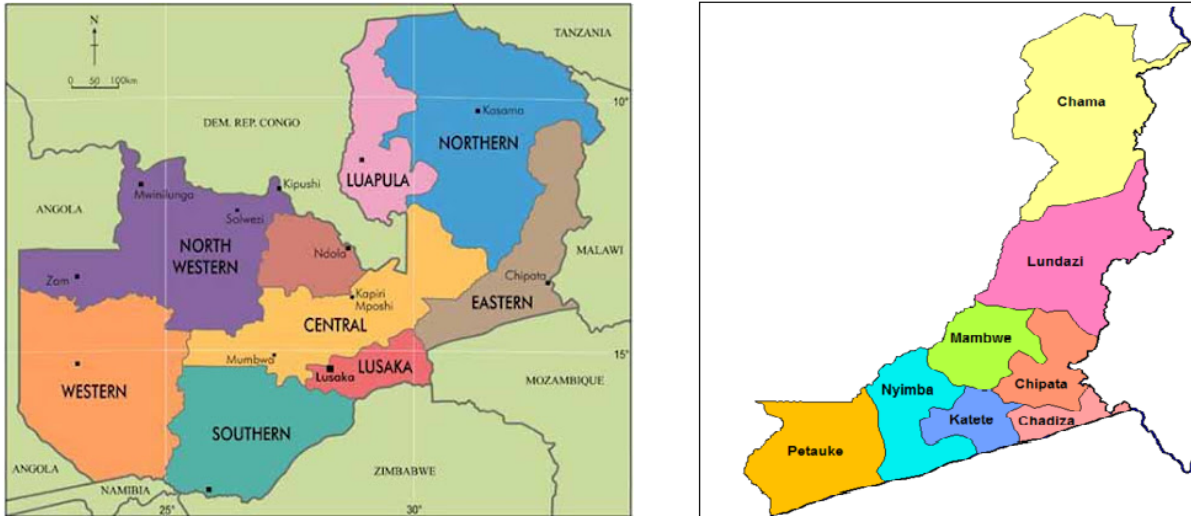 N
TANZANIA
0 50 100km
10°
Kasama
DEM. REP. CONGO
NORTHERN
LUAPULA
Mwinilunga
Kipushi
ANGOLA
Solwezi
NORTH
WESTERN
Ndola
MALAWI
Zam
Chipata
EASTERN
Kapiri
Mposhi
CENTRAL
Mumbwa
15°
LUSAKA
Lusaka
WESTERN
MOZAMBIQUE
SOUTHERN
ANGOLA
ZIMBABWE
NAMIBIA
25°
30°
Chama
Lundazi
Mambwe
Chipata
Nyimba
Katete
Chadiza
Petauke